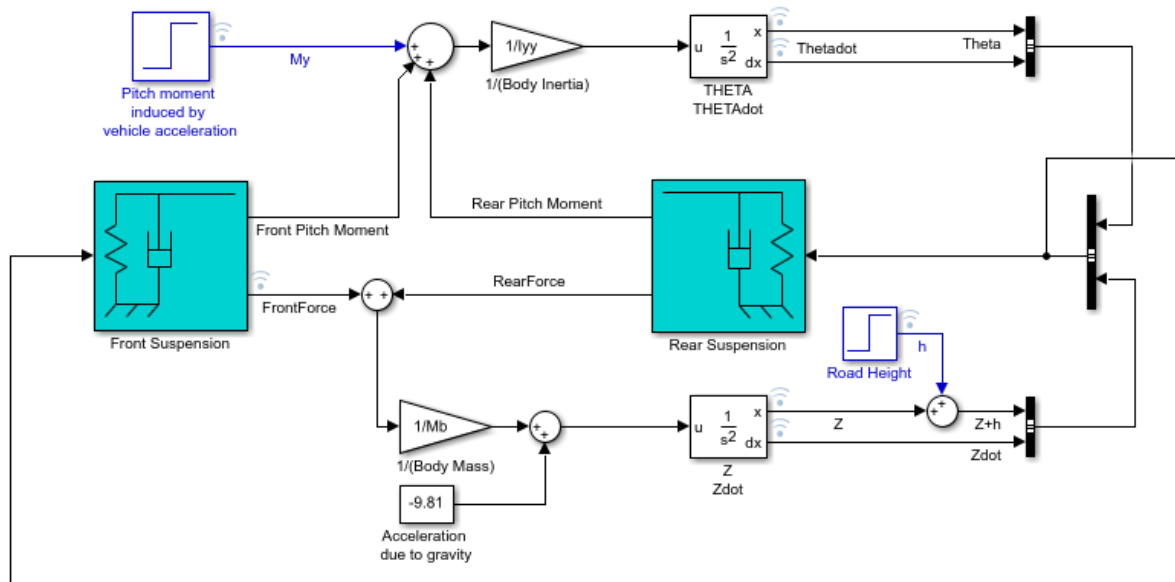 My
Pitch moment
induced by
vehicle acceleration
+
+
+
1/Iyy
1/(Body Inertia)
u
1
s²
x
dx
THETA
THETAdot
Thetadot
Theta
Front Pitch Moment
FrontForce
Front Suspension
Rear Pitch Moment
RearForce
Rear Suspension
+ +
h
Road Height
+
+
1/Mb
1/(Body Mass)
+
+
-9.81
Acceleration
due to gravity
u
1
s²
x
dx
Z
Zdot
Z
Z+h
Zdot